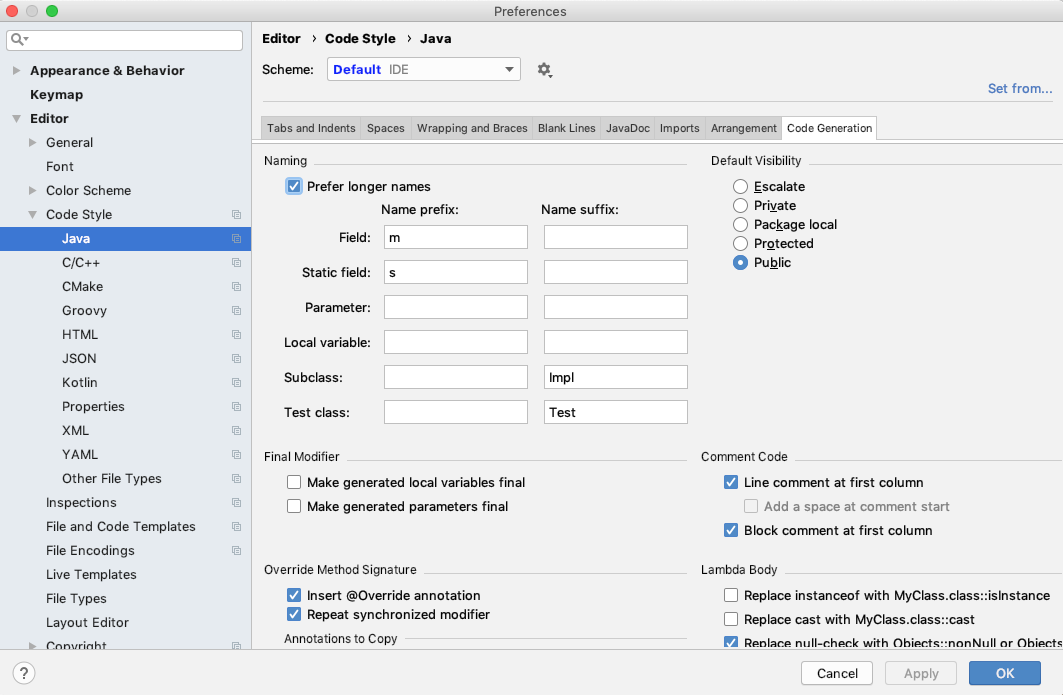 Preferences
Appearance & Behavior
Keymap
Editor
General
Font
Color Scheme
Code Style
Java
C/C++
CMake
Groovy
HTML
JSON
Kotlin
Properties
XML
YAML
Other File Types
Inspections
File and Code Templates
File Encodings
Live Templates
File Types
Layout Editor
Copyright
Editor › Code Style › Java
Scheme: Default IDE
Set from...
Tabs and Indents Spaces Wrapping and Braces Blank Lines JavaDoc Imports Arrangement Code Generation
Naming
Prefer longer names
Name prefix: Name suffix:
Field: m
Static field: s
Parameter:
Local variable:
Subclass: Impl
Test class: Test
Default Visibility
Escalate
Private
Package local
Protected
Public
Final Modifier
Make generated local variables final
Make generated parameters final
Comment Code
Line comment at first column
Add a space at comment start
Block comment at first column
Override Method Signature
Insert @Override annotation
Repeat synchronized modifier
Annotations to Copy
Lambda Body
Replace instanceof with MyClass.class::isInstance
Replace cast with MyClass.class::cast
Replace null-check with Objects::nonNull or Objects
? Cancel Apply OK